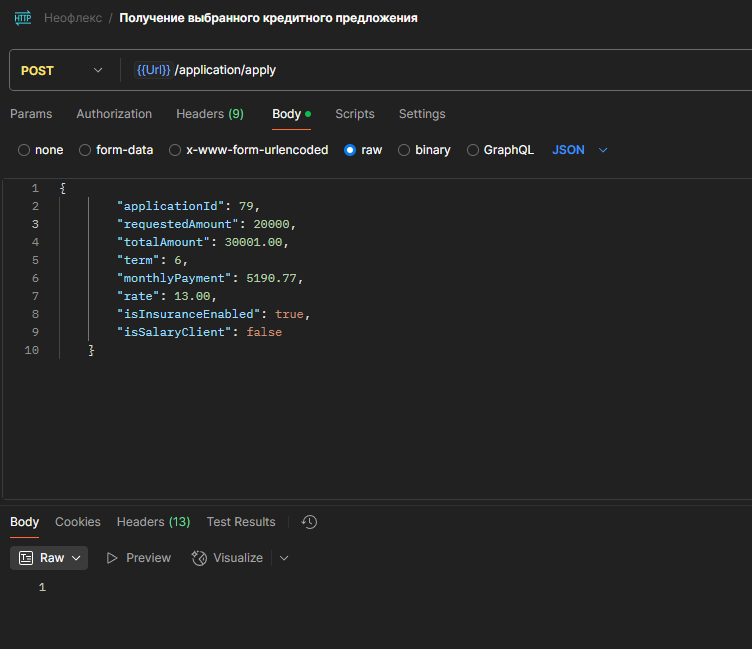 HTTP Неофлекс / Получение выбранного кредитного предложения
POST {{Url}} /application/apply
Params Authorization Headers (9) Body Scripts Settings
none form-data x-www-form-urlencoded raw binary GraphQL JSON
1 {
2 "applicationId": 79,
3 "requestedAmount": 20000,
4 "totalAmount": 30001.00,
5 "term": 6,
6 "monthlyPayment": 5190.77,
7 "rate": 13.00,
8 "isInsuranceEnabled": true,
9 "isSalaryClient": false
10 }
Body Cookies Headers (13) Test Results
Raw Preview Visualize
1